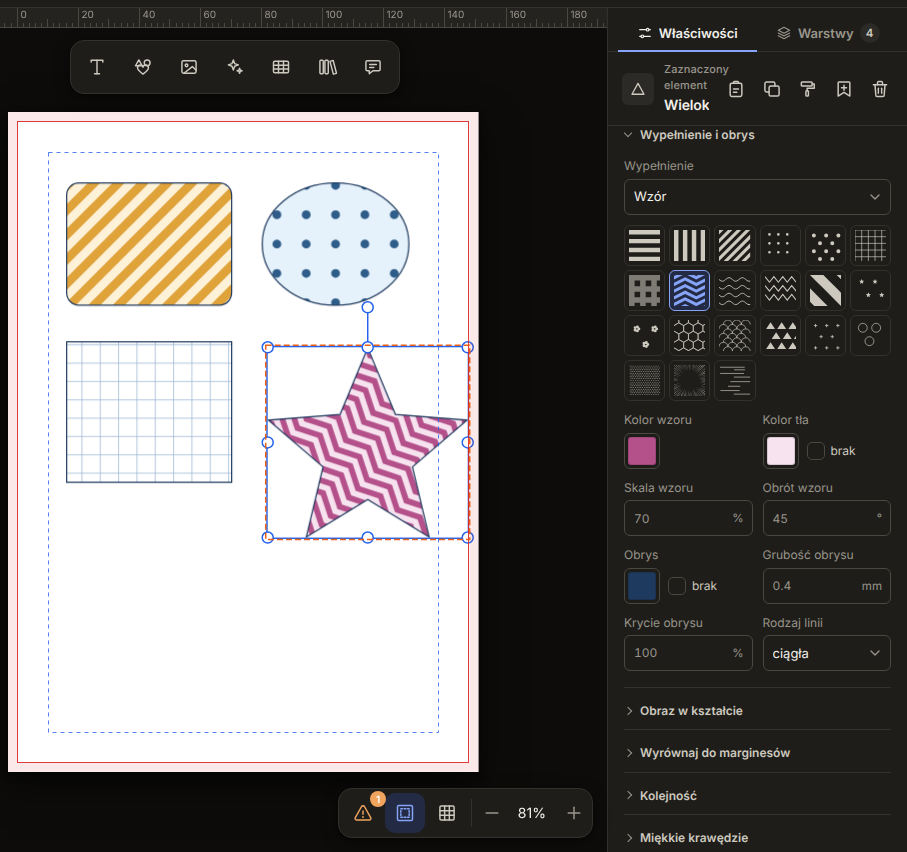 0 20 40 60 80 100 120 140 160 180
Właściwości
Warstwy 4
Zaznaczony
element
Wielok
Wypełnienie i obrys
Wypełnienie
Wzór
Kolor wzoru Kolor tła
brak
Skala wzoru Obrót wzoru
70 % 45 °
Obrys Grubość obrysu
brak 0.4 mm
Krycie obrysu Rodzaj linii
100 % ciągła
Obraz w kształcie
Wyrównaj do marginesów
Kolejność
Miękkie krawędzie
1
81%